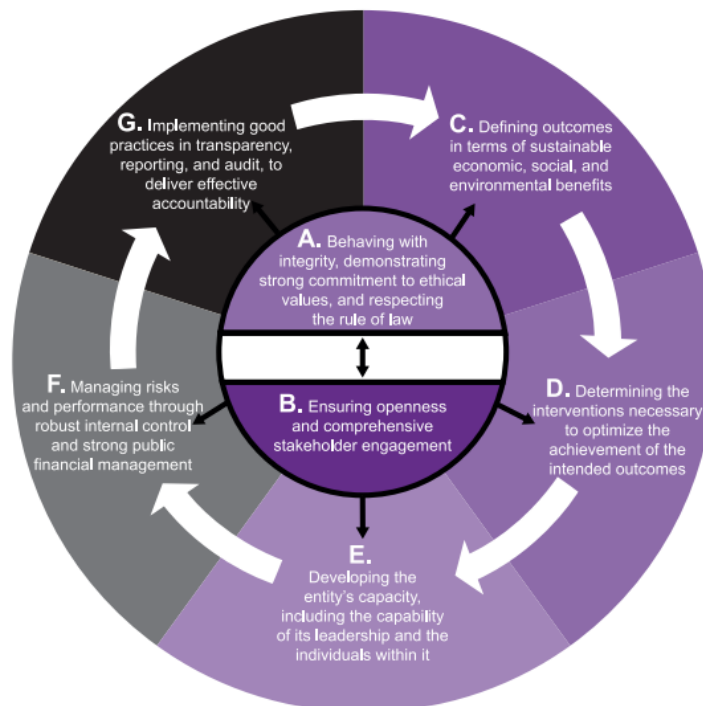 G. Implementing good
practices in transparency,
reporting, and audit, to
deliver effective
accountability
C. Defining outcomes
in terms of sustainable
economic, social, and
environmental benefits
A. Behaving with
integrity, demonstrating
strong commitment to ethical
values, and respecting
the rule of law
B. Ensuring openness
and comprehensive
stakeholder engagement
F. Managing risks
and performance through
robust internal control
and strong public
financial management
D. Determining the
interventions necessary
to optimize the
achievement of the
intended outcomes
E.
Developing the
entity's capacity,
including the capability
of its leadership and the
individuals within it